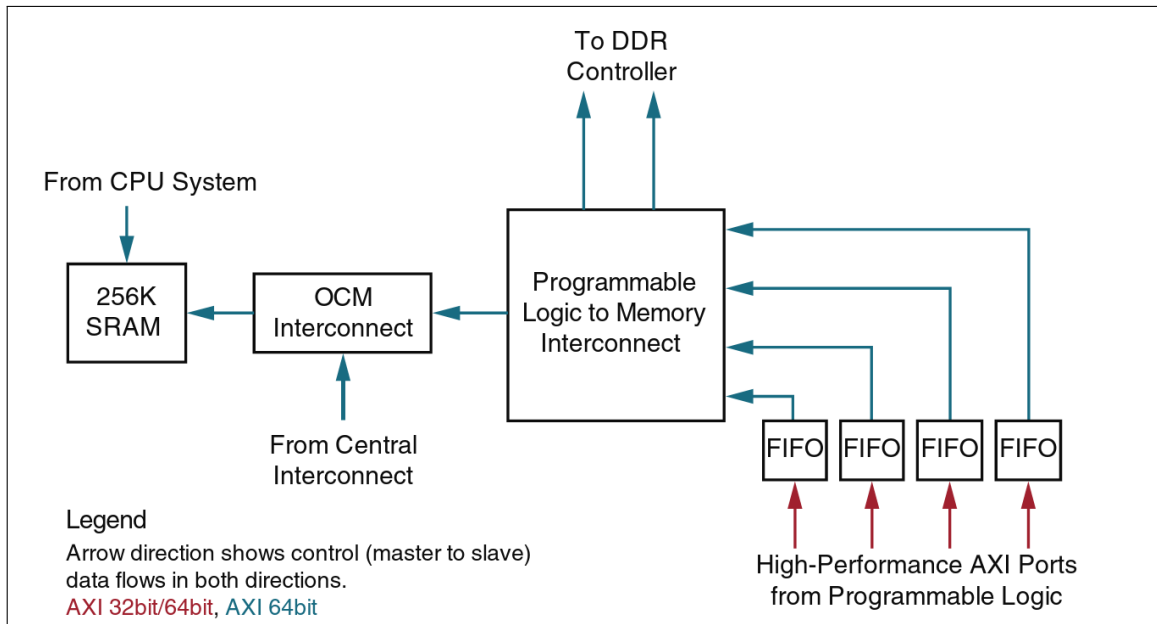 To DDR
Controller
From CPU System
256K
SRAM
OCM
Interconnect
Programmable
Logic to Memory
Interconnect
From Central
Interconnect
FIFO
FIFO
FIFO
FIFO
High-Performance AXI Ports
from Programmable Logic
Legend
Arrow direction shows control (master to slave)
data flows in both directions.
AXI 32bit/64bit, AXI 64bit